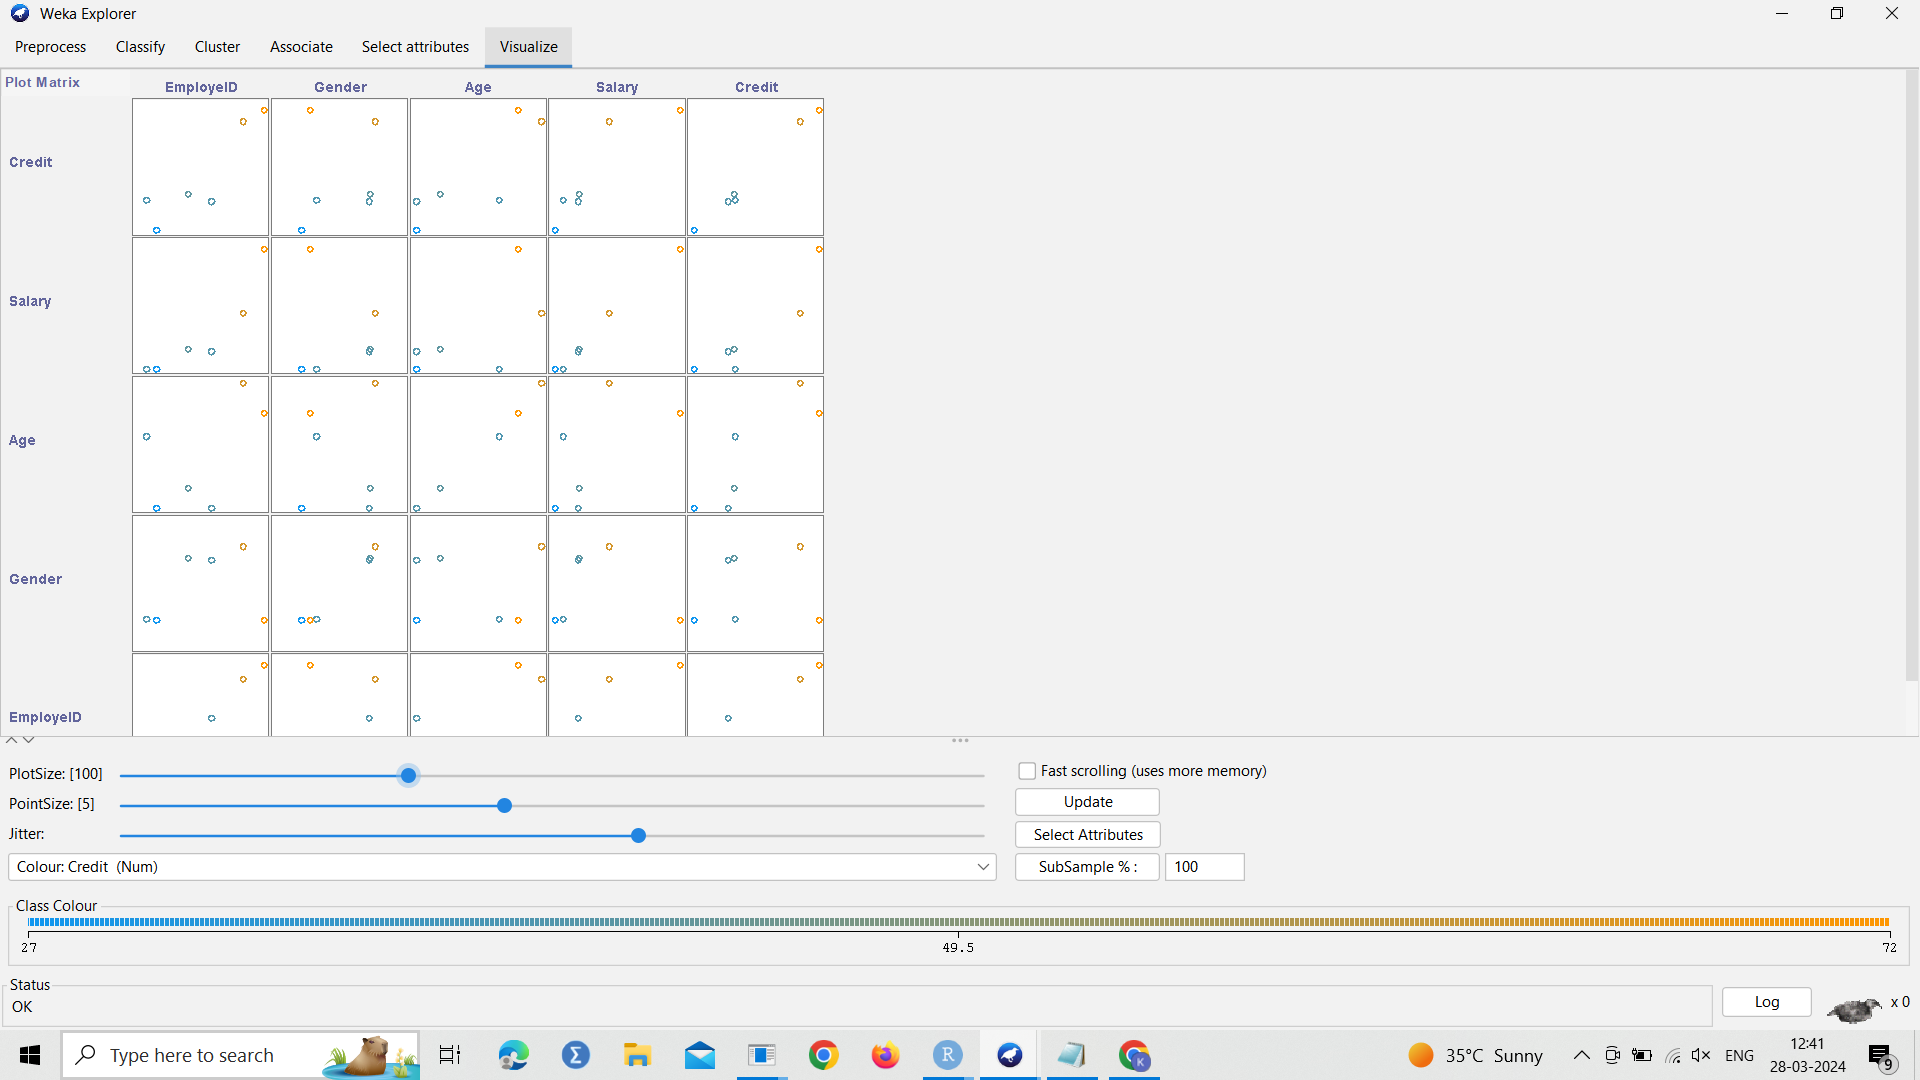 Weka Explorer
Preprocess Classify Cluster Associate Select attributes Visualize
Plot Matrix
EmployeID Gender Age Salary Credit
Credit
Salary
Age
Gender
EmployeID
PlotSize: [100]
Fast scrolling (uses more memory)
PointSize: [5]
Update
Jitter:
Select Attributes
Colour: Credit (Num)
SubSample % : 100
Class Colour
27 49.5 72
Status
OK
Log x 0
Type here to search
35°C Sunny
ENG
12:41
28-03-2024
9
Σ
R
K